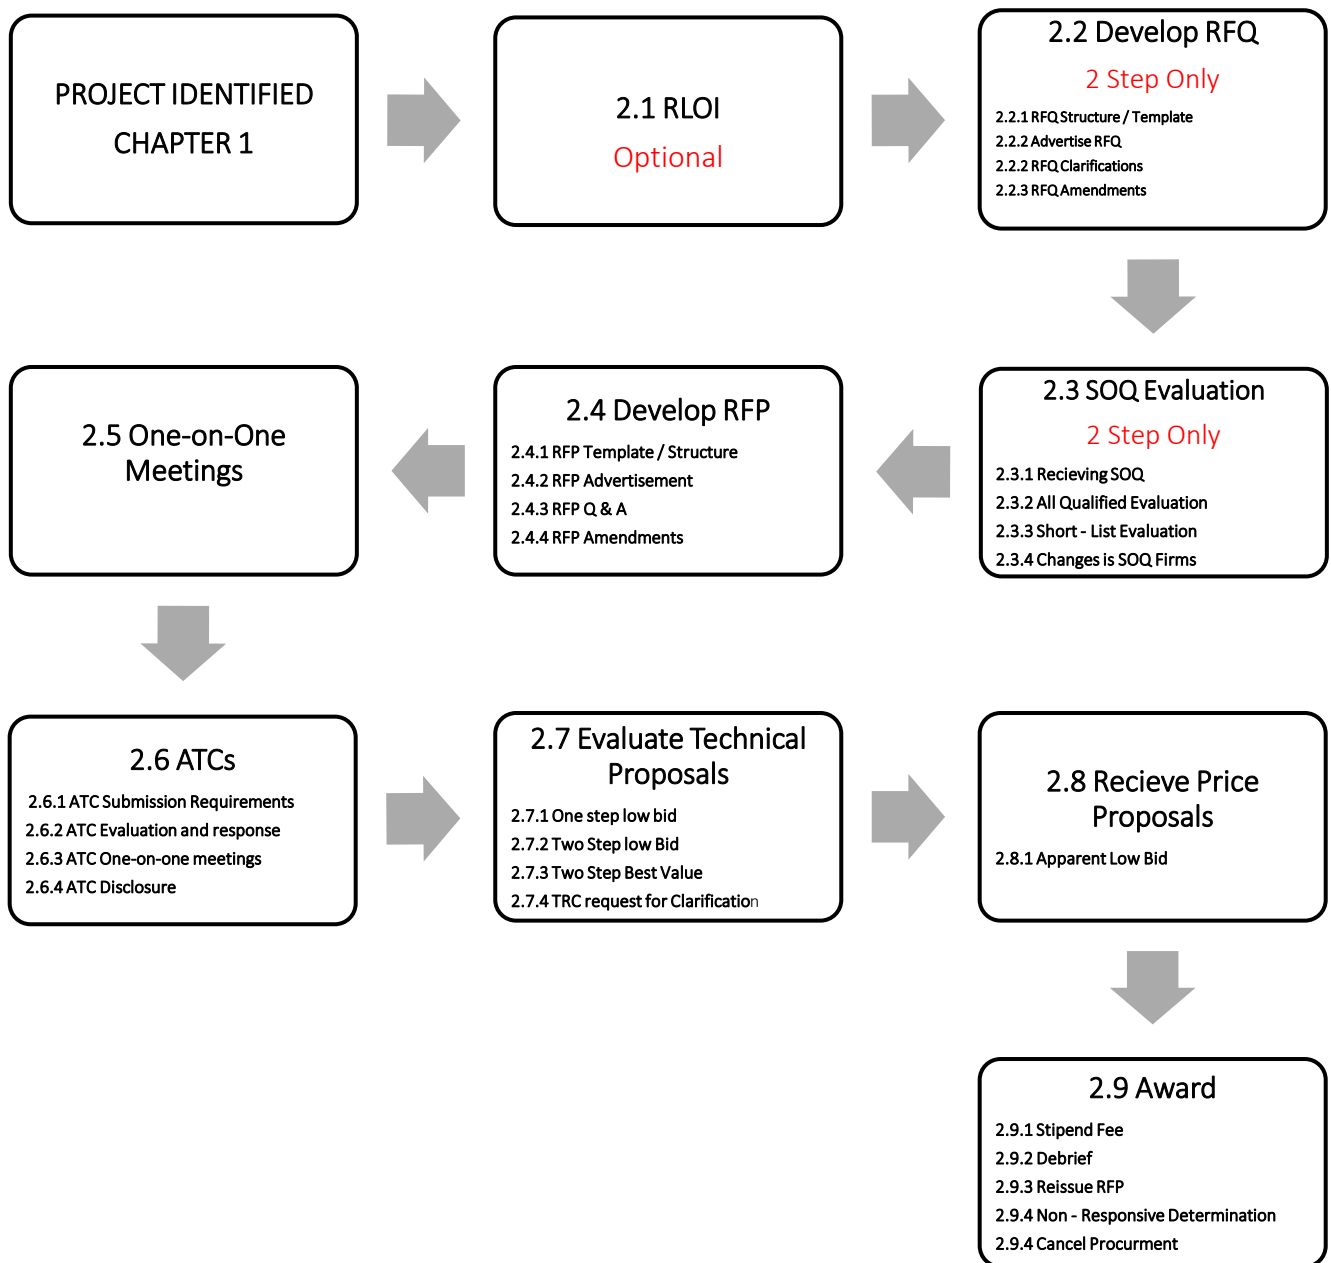 PROJECT IDENTIFIED
CHAPTER 1
2.1 RLOI
Optional
2.2 Develop RFQ
2 Step Only
2.2.1 RFQ Structure / Template
2.2.2 Advertise RFQ
2.2.2 RFQ Clarifications
2.2.3 RFQ Amendments
2.3 SOQ Evaluation
2 Step Only
2.3.1 Recieving SOQ
2.3.2 All Qualified Evaluation
2.3.3 Short - List Evaluation
2.3.4 Changes is SOQ Firms
2.4 Develop RFP
2.4.1 RFP Template / Structure
2.4.2 RFP Advertisement
2.4.3 RFP Q & A
2.4.4 RFP Amendments
2.5 One-on-One
Meetings
2.6 ATCs
2.6.1 ATC Submission Requirements
2.6.2 ATC Evaluation and response
2.6.3 ATC One-on-one meetings
2.6.4 ATC Disclosure
2.7 Evaluate Technical
Proposals
2.7.1 One step low bid
2.7.2 Two Step low Bid
2.7.3 Two Step Best Value
2.7.4 TRC request for Clarification
2.8 Recieve Price
Proposals
2.8.1 Apparent Low Bid
2.9 Award
2.9.1 Stipend Fee
2.9.2 Debrief
2.9.3 Reissue RFP
2.9.4 Non - Responsive Determination
2.9.4 Cancel Procurment